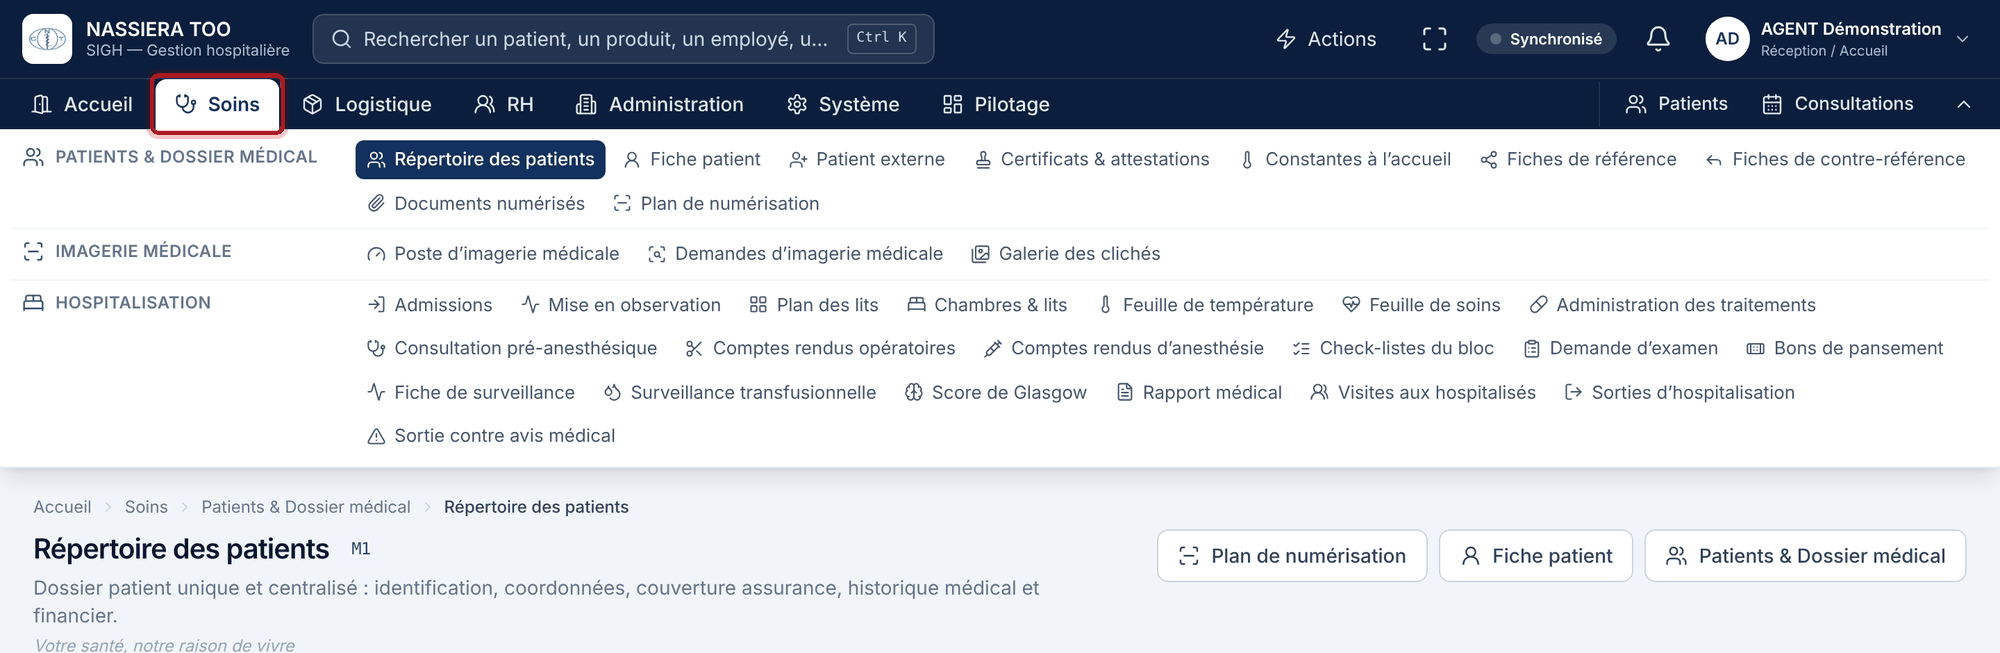 NASSIERA TOO
SIGH — Gestion hospitalière
Rechercher un patient, un produit, un employé, u... Ctrl K
Actions
Synchronisé
AD
AGENT Démonstration
Réception / Accueil
Accueil Soins Logistique RH Administration Système Pilotage Patients Consultations
PATIENTS & DOSSIER MÉDICAL
Répertoire des patients Fiche patient Patient externe Certificats & attestations Constantes à l’accueil Fiches de référence Fiches de contre-référence
Documents numérisés Plan de numérisation
IMAGERIE MÉDICALE
Poste d’imagerie médicale Demandes d’imagerie médicale Galerie des clichés
HOSPITALISATION
Admissions Mise en observation Plan des lits Chambres & lits Feuille de température Feuille de soins Administration des traitements
Consultation pré-anesthésique Comptes rendus opératoires Comptes rendus d’anesthésie Check-listes du bloc Demande d’examen Bons de pansement
Fiche de surveillance Surveillance transfusionnelle Score de Glasgow Rapport médical Visites aux hospitalisés Sorties d’hospitalisation
Sortie contre avis médical
Accueil Soins Patients & Dossier médical Répertoire des patients
Répertoire des patients M1
Plan de numérisation Fiche patient Patients & Dossier médical
Dossier patient unique et centralisé : identification, coordonnées, couverture assurance, historique médical et
financier.
Votre santé, notre raison de vivre